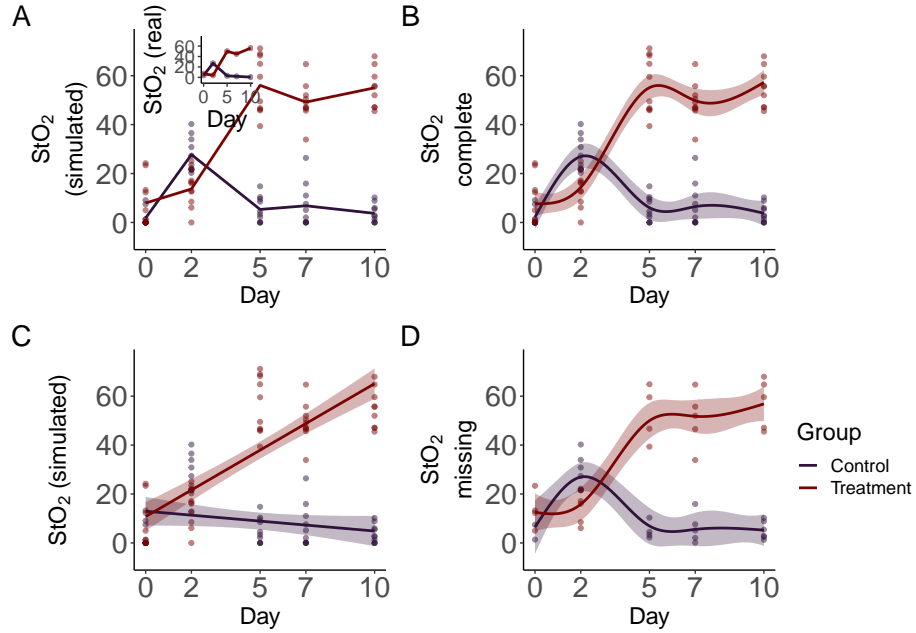 A
StO2 (simulated)
60
40
20
0
0 2 5 7 10
Day
StO2 (real)
60
40
20
0
0 5 10
Day
B
StO2 complete
60
40
20
0
0 2 5 7 10
Day
C
StO2 (simulated)
60
40
20
0
0 2 5 7 10
Day
D
StO2 missing
60
40
20
0
0 2 5 7 10
Day
Group
Control
Treatment